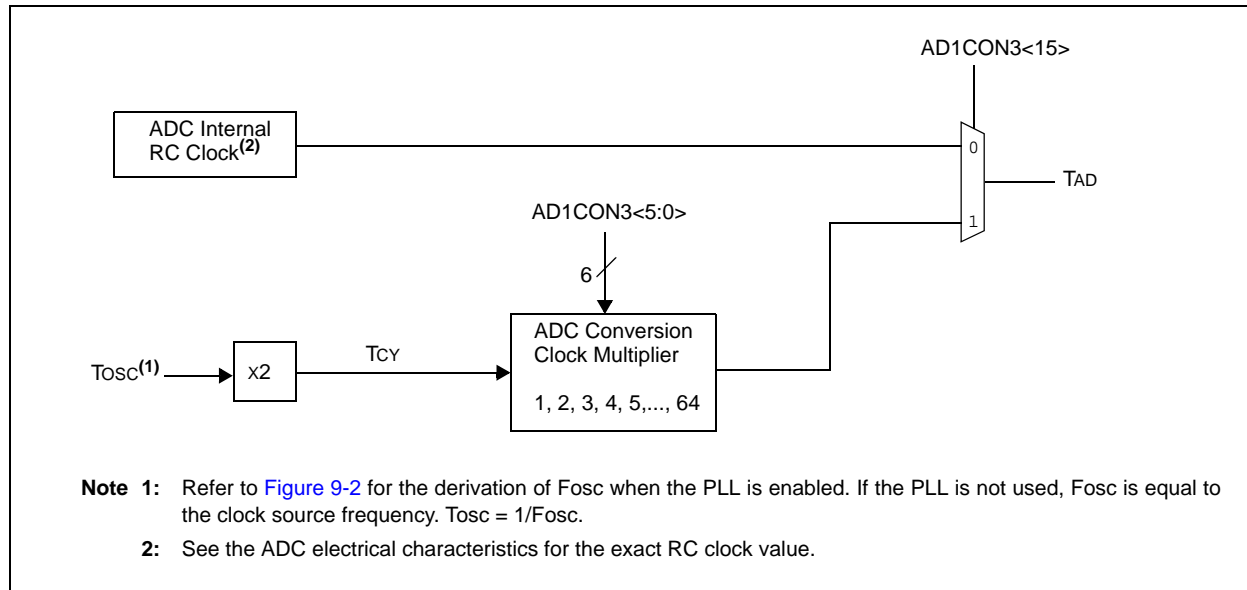 AD1CON3<15>
ADC Internal
RC Clock(2)
0
TAD
AD1CON3<5:0>
1
6
ADC Conversion
Clock Multiplier
TOSC(1)
X2
TCY
1, 2, 3, 4, 5,..., 64
Note 1: Refer to Figure 9-2 for the derivation of Fosc when the PLL is enabled. If the PLL is not used, Fosc is equal to
the clock source frequency. Tosc = 1/Fosc.
2: See the ADC electrical characteristics for the exact RC clock value.